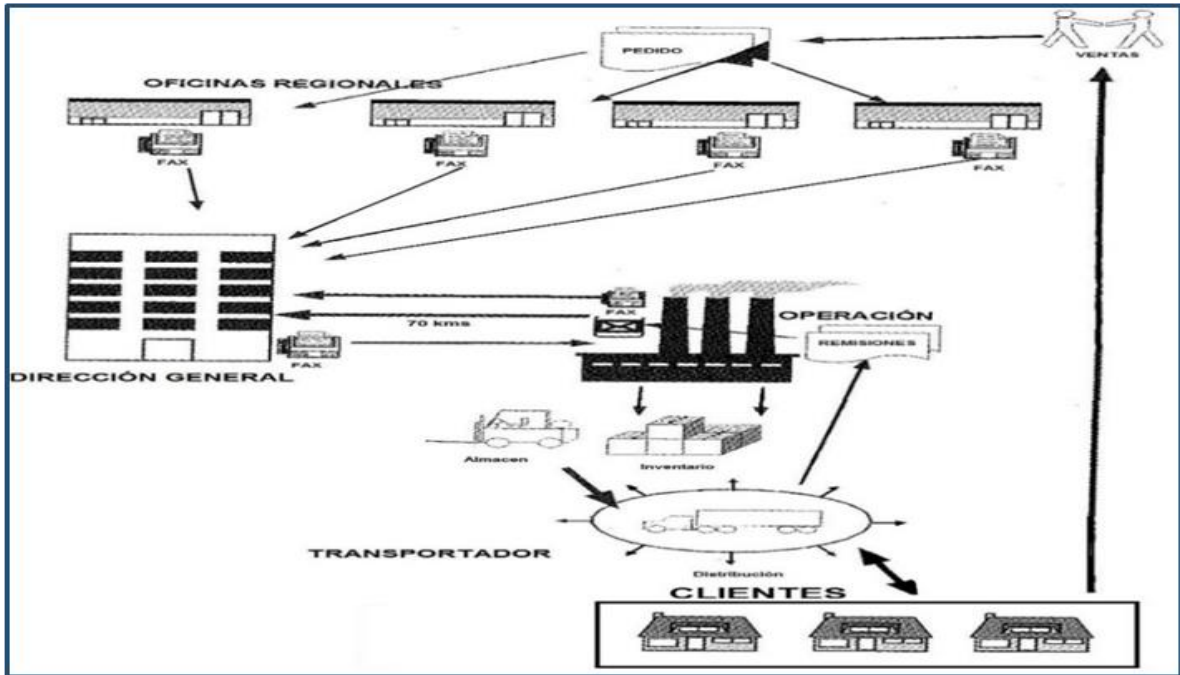 PEDIDO
VENTAS
OFICINAS REGIONALES
FAX
FAX
FAX
FAX
FAX
70 kms
OPERACIÓN
REMISIONES
FAX
DIRECCIÓN GENERAL
Almacen
Inventario
TRANSPORTADOR
Distribución
CLIENTES